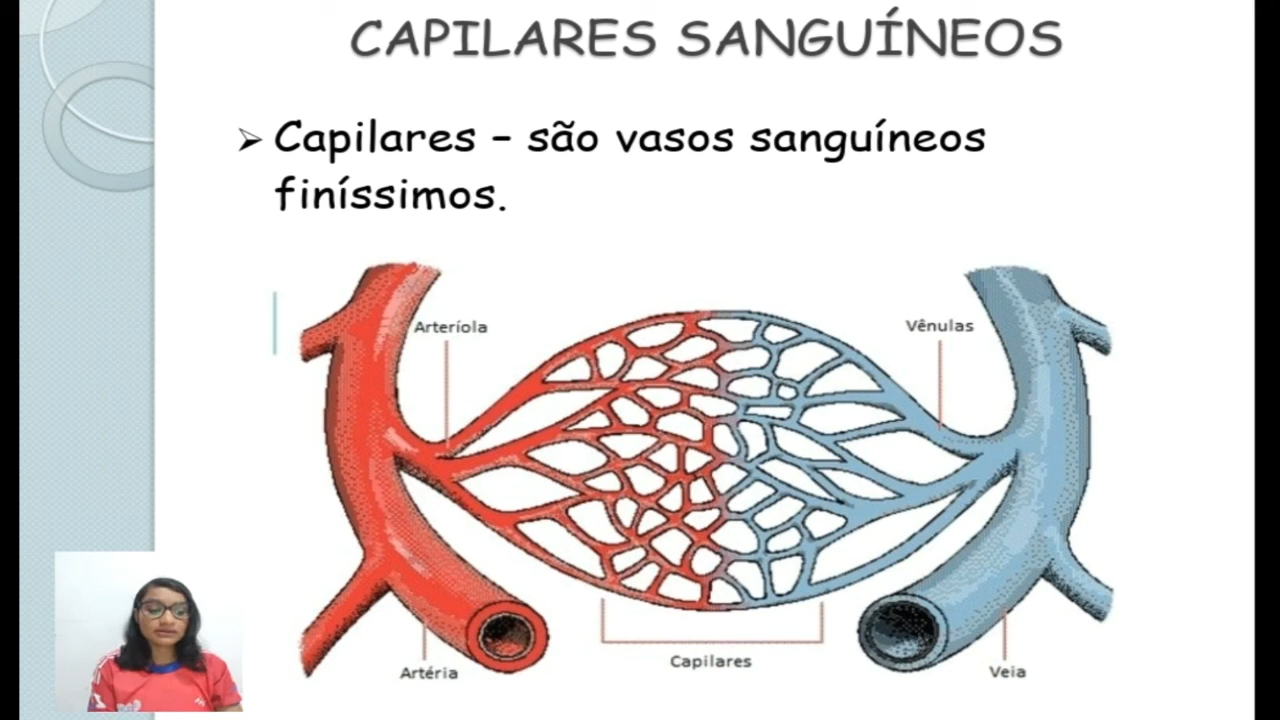 CAPILARES SANGUÍNEOS
➢ Capilares – são vasos sanguíneos
finíssimos.
Arteríola
Vênulas
Capilares
Artéria
Veia